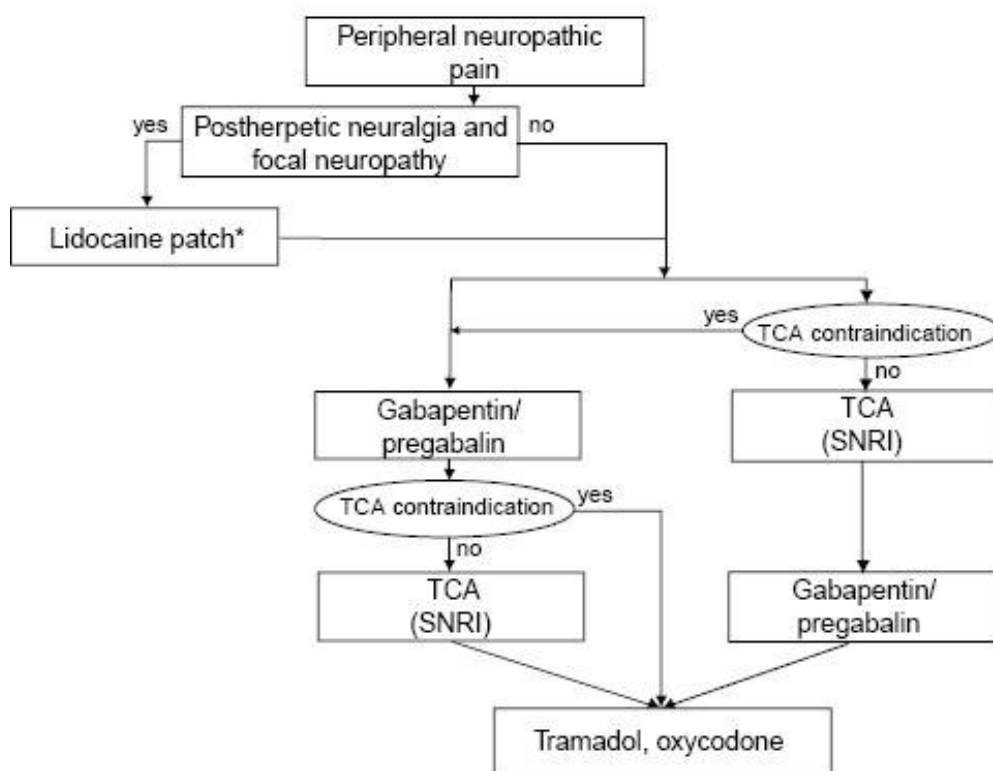 Peripheral neuropathic
pain
yes
Postherpetic neuralgia and
focal neuropathy
no
Lidocaine patch*
yes
TCA contraindication
no
Gabapentin/
pregabalin
TCA
(SNRI)
TCA contraindication
yes
no
TCA
(SNRI)
Gabapentin/
pregabalin
Tramadol, oxycodone